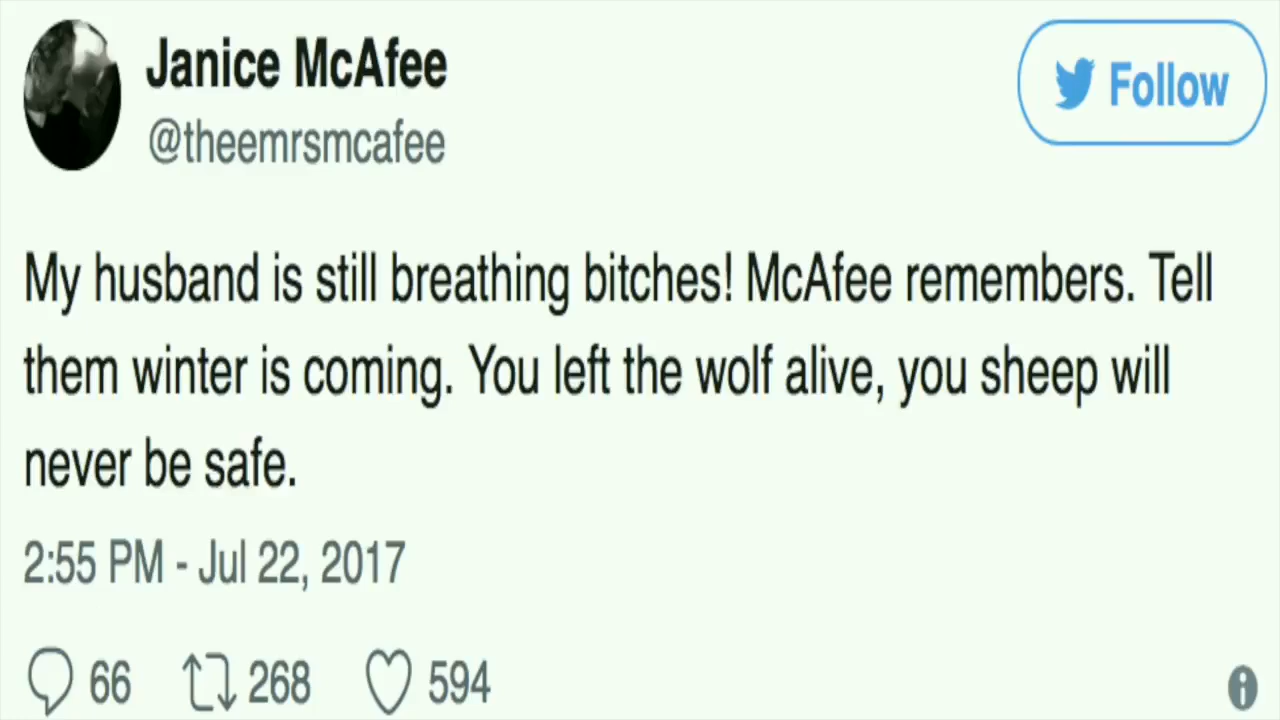 Janice McAfee
@theemrsmcafee
Follow
My husband is still breathing bitches! McAfee remembers. Tell
them winter is coming. You left the wolf alive, you sheep will
never be safe.
2:55 PM - Jul 22, 2017
66 268 594